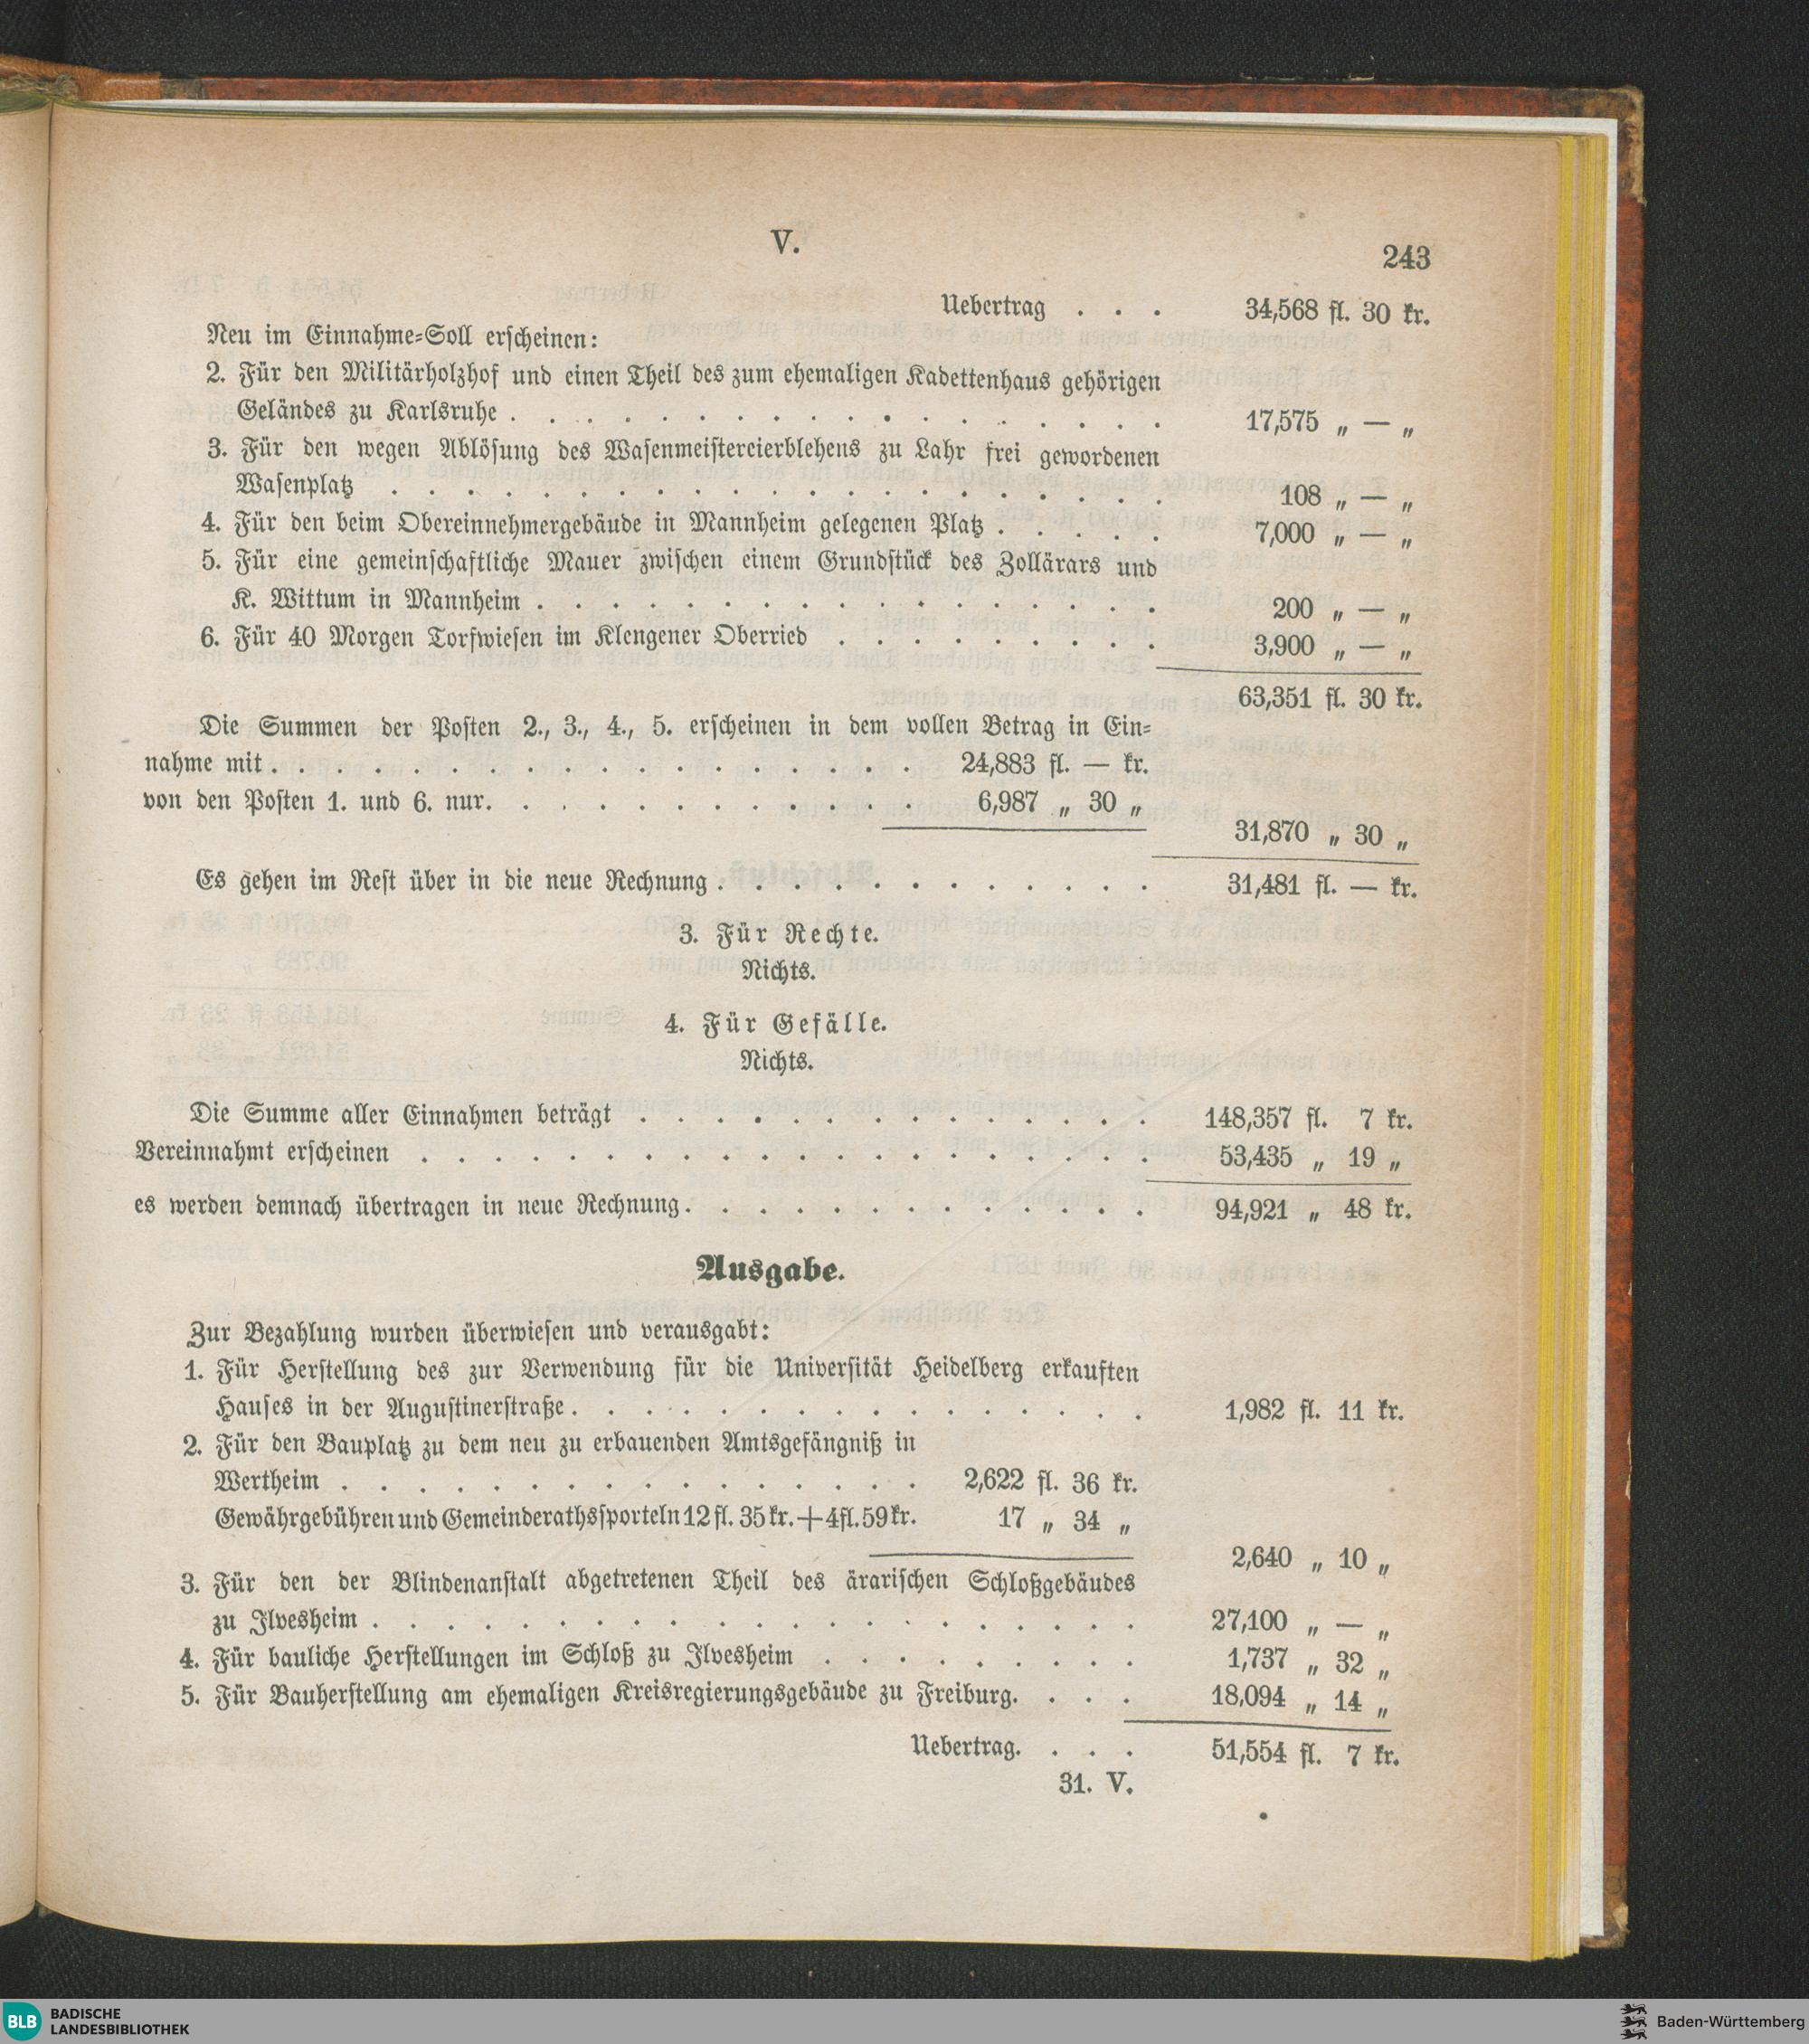 V.
243
Uebertrag . . . 34,568 fl. 30 kr.
Neu im Einnahme-Soll erscheinen:
2. Für den Militärholzhof und einen Theil des zum ehemaligen Kadettenhaus gehörigen
Geländes zu Karlsruhe . . . . . . . . . . . . . . . . . . 17,575 „ — „
3. Für den wegen Ablösung des Wasenmeistereierblehens zu Lahr frei gewordenen
Wasenplatz . . . . . . . . . . . . . . . . . . . . . 108 „ — „
4. Für den beim Obereinnehmergebäude in Mannheim gelegenen Platz . . . . . 7,000 „ — „
5. Für eine gemeinschaftliche Mauer zwischen einem Grundstück des Zollärars und
K. Wittum in Mannheim . . . . . . . . . . . . . . . . . 200 „ — „
6. Für 40 Morgen Torfwiesen im Klengener Oberried . . . . . . . . . 3,900 „ — „
63,351 fl. 30 kr.
Die Summen der Posten 2., 3., 4., 5. erscheinen in dem vollen Betrag in Ein-
nahme mit . . . . . . . . . . . . . . . . . . 24,883 fl. — kr.
von den Posten 1. und 6. nur. . . . . . . . . . . . 6,987 „ 30 „
31,870 „ 30 „
Es gehen im Rest über in die neue Rechnung . . . . . . . . . . . . 31,481 fl. — kr.
3. Für Rechte.
Nichts.
4. Für Gefälle.
Nichts.
Die Summe aller Einnahmen beträgt . . . . . . . . . . . . . . 148,357 fl. 7 kr.
Vereinnahmt erscheinen . . . . . . . . . . . . . . . . . . . . 53,435 „ 19 „
es werden demnach übertragen in neue Rechnung . . . . . . . . . . . . . 94,921 „ 48 kr.
Ausgabe.
Zur Bezahlung wurden überwiesen und verausgabt:
1. Für Herstellung des zur Verwendung für die Universität Heidelberg erkauften
Hauses in der Augustinerstraße . . . . . . . . . . . . . . . . 1,982 fl. 11 kr.
2. Für den Bauplatz zu dem neu zu erbauenden Amtsgefängniß in
Wertheim . . . . . . . . . . . . . . . . 2,622 fl. 36 kr.
Gewährgebühren und Gemeinderathssporteln 12 fl. 35 kr. + 4 fl. 59 kr. 17 „ 34 „
2,640 „ 10 „
3. Für den der Blindenanstalt abgetretenen Theil des ärarischen Schloßgebäudes
zu Ilvesheim . . . . . . . . . . . . . . . . . . . . . 27,100 „ — „
4. Für bauliche Herstellungen im Schloß zu Ilvesheim . . . . . . . . . 1,737 „ 32 „
5. Für Bauherstellung am ehemaligen Kreisregierungsgebäude zu Freiburg. . . . 18,094 „ 14 „
Uebertrag. . . . 51,554 fl. 7 kr.
31. V.
BLB BADISCHE
LANDESBIBLIOTHEK
Baden-Württemberg